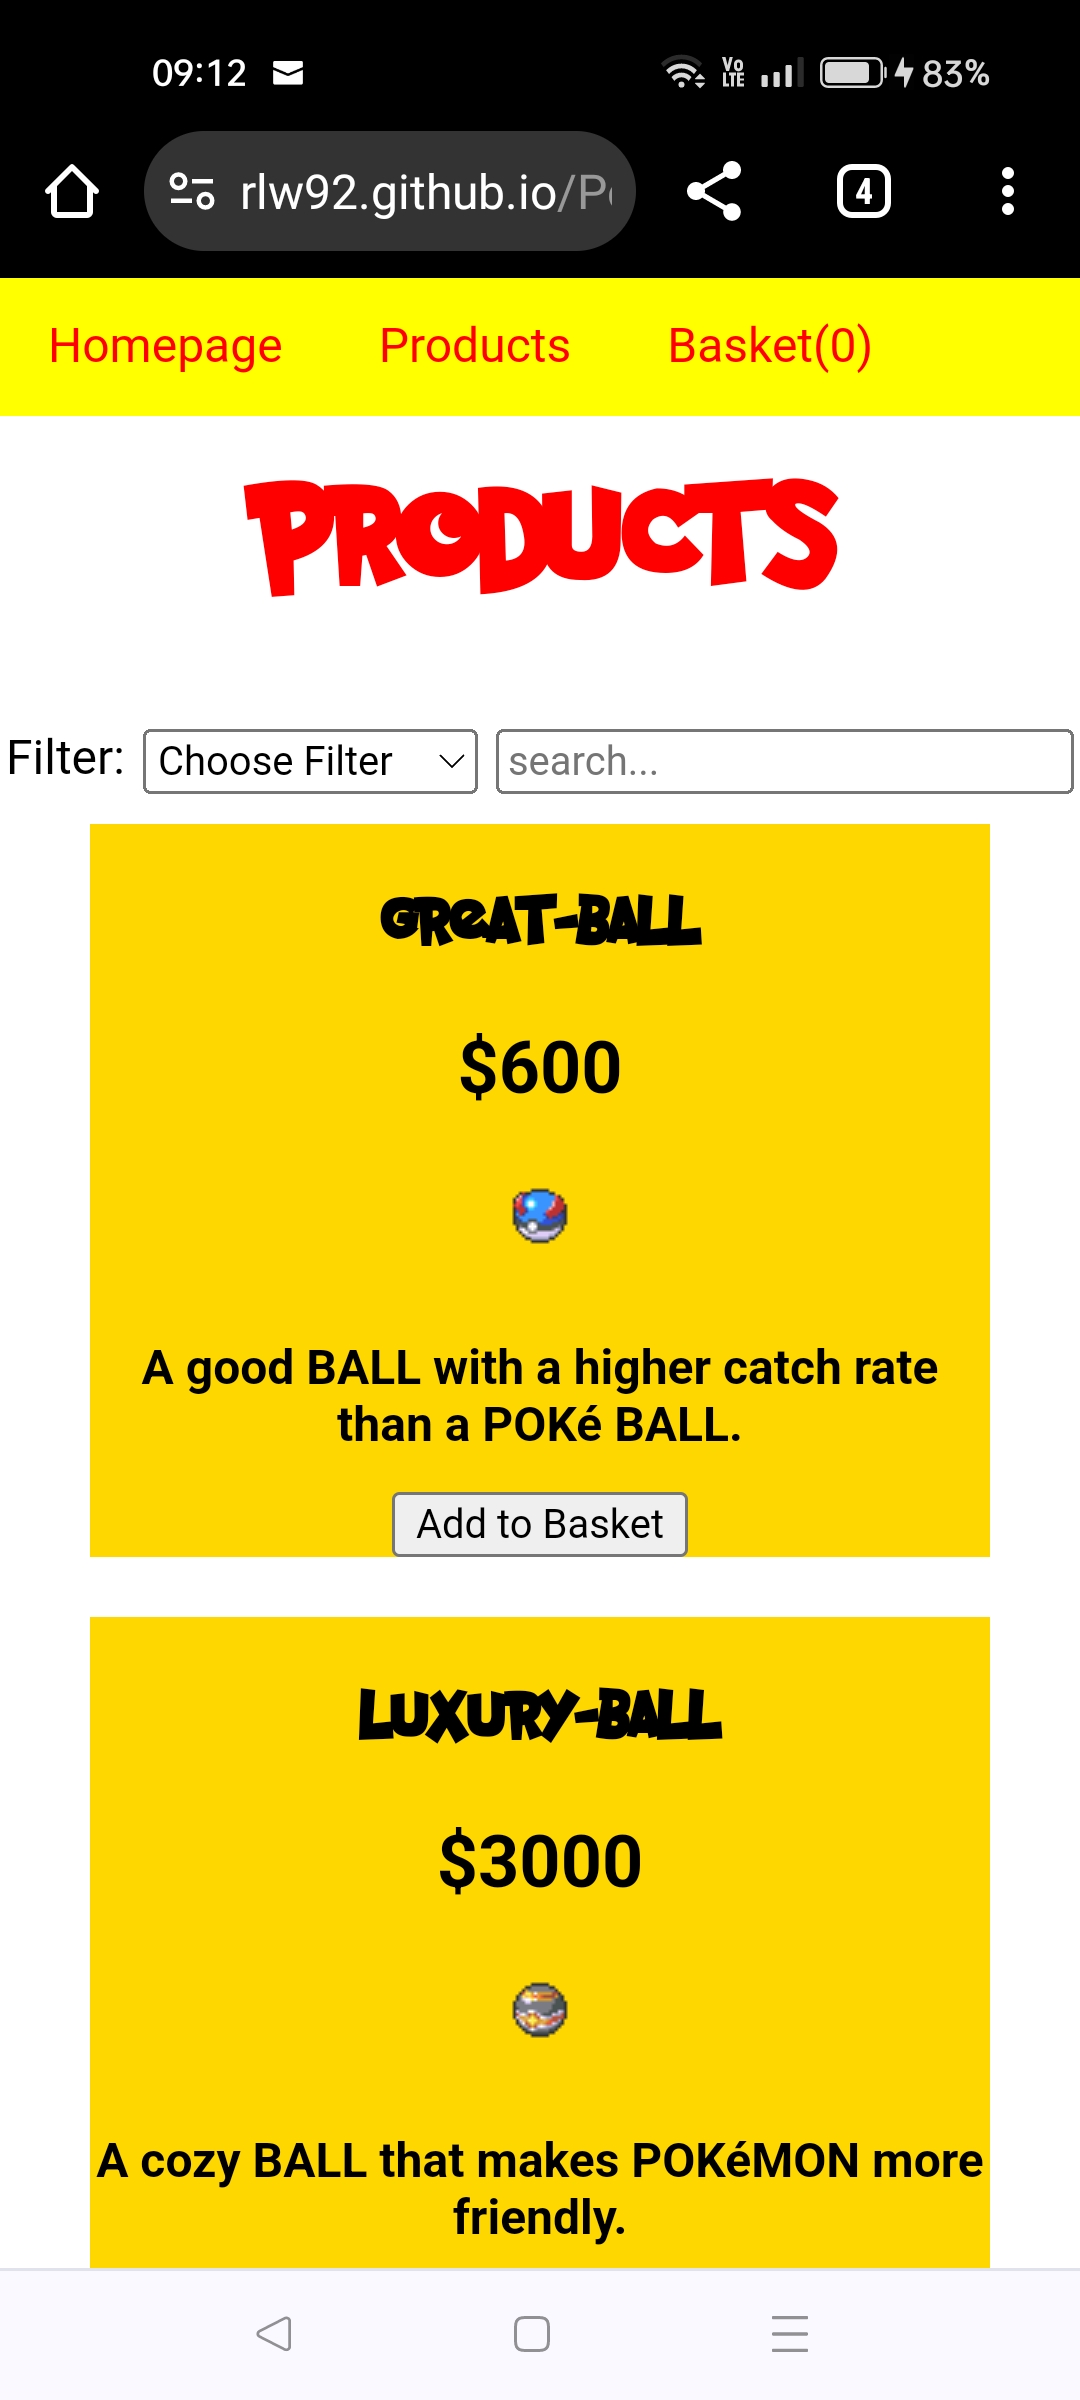 09:12
Vo LTE
83%
rlw92.github.io/P
4
Homepage Products Basket(0)
PRODUCTS
Filter: Choose Filter search...
GReAT-BALL
$600
A good BALL with a higher catch rate
than a POKé BALL.
Add to Basket
LUXURY-BALL
$3000
A cozy BALL that makes POKéMON more
friendly.